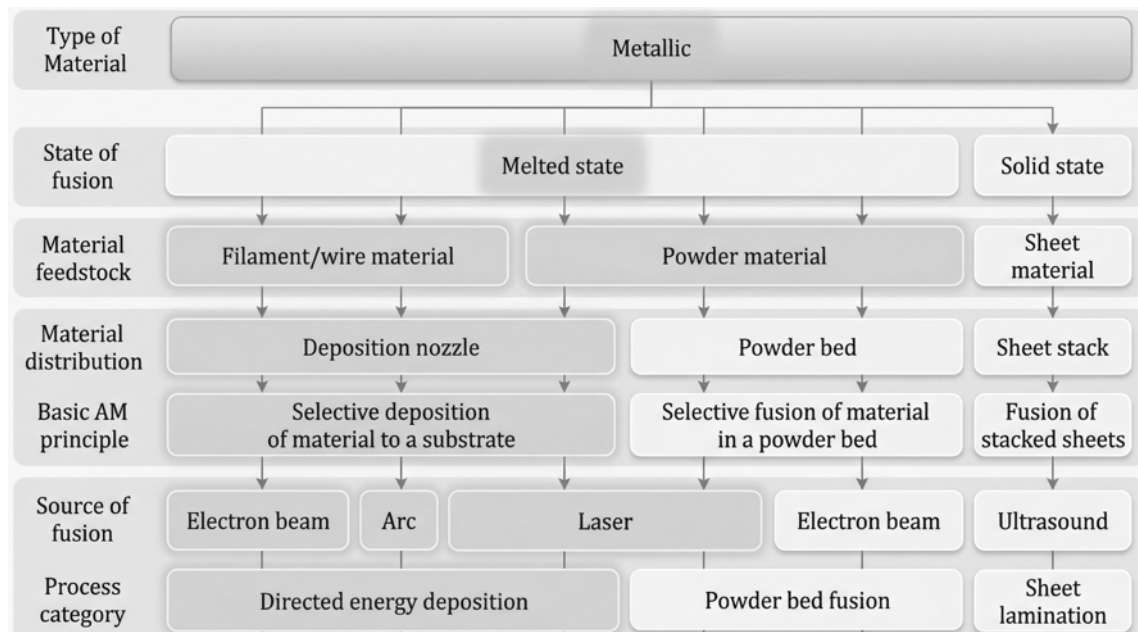 Type of
Material
Metallic
State of
fusion
Melted state
Solid state
Material
feedstock
Filament/wire material
Powder material
Sheet
material
Material
distribution
Deposition nozzle
Powder bed
Sheet stack
Basic AM
principle
Selective deposition
of material to a substrate
Selective fusion of material
in a powder bed
Fusion of
stacked sheets
Source of
fusion
Electron beam
Arc
Laser
Electron beam
Ultrasound
Process
category
Directed energy deposition
Powder bed fusion
Sheet
lamination